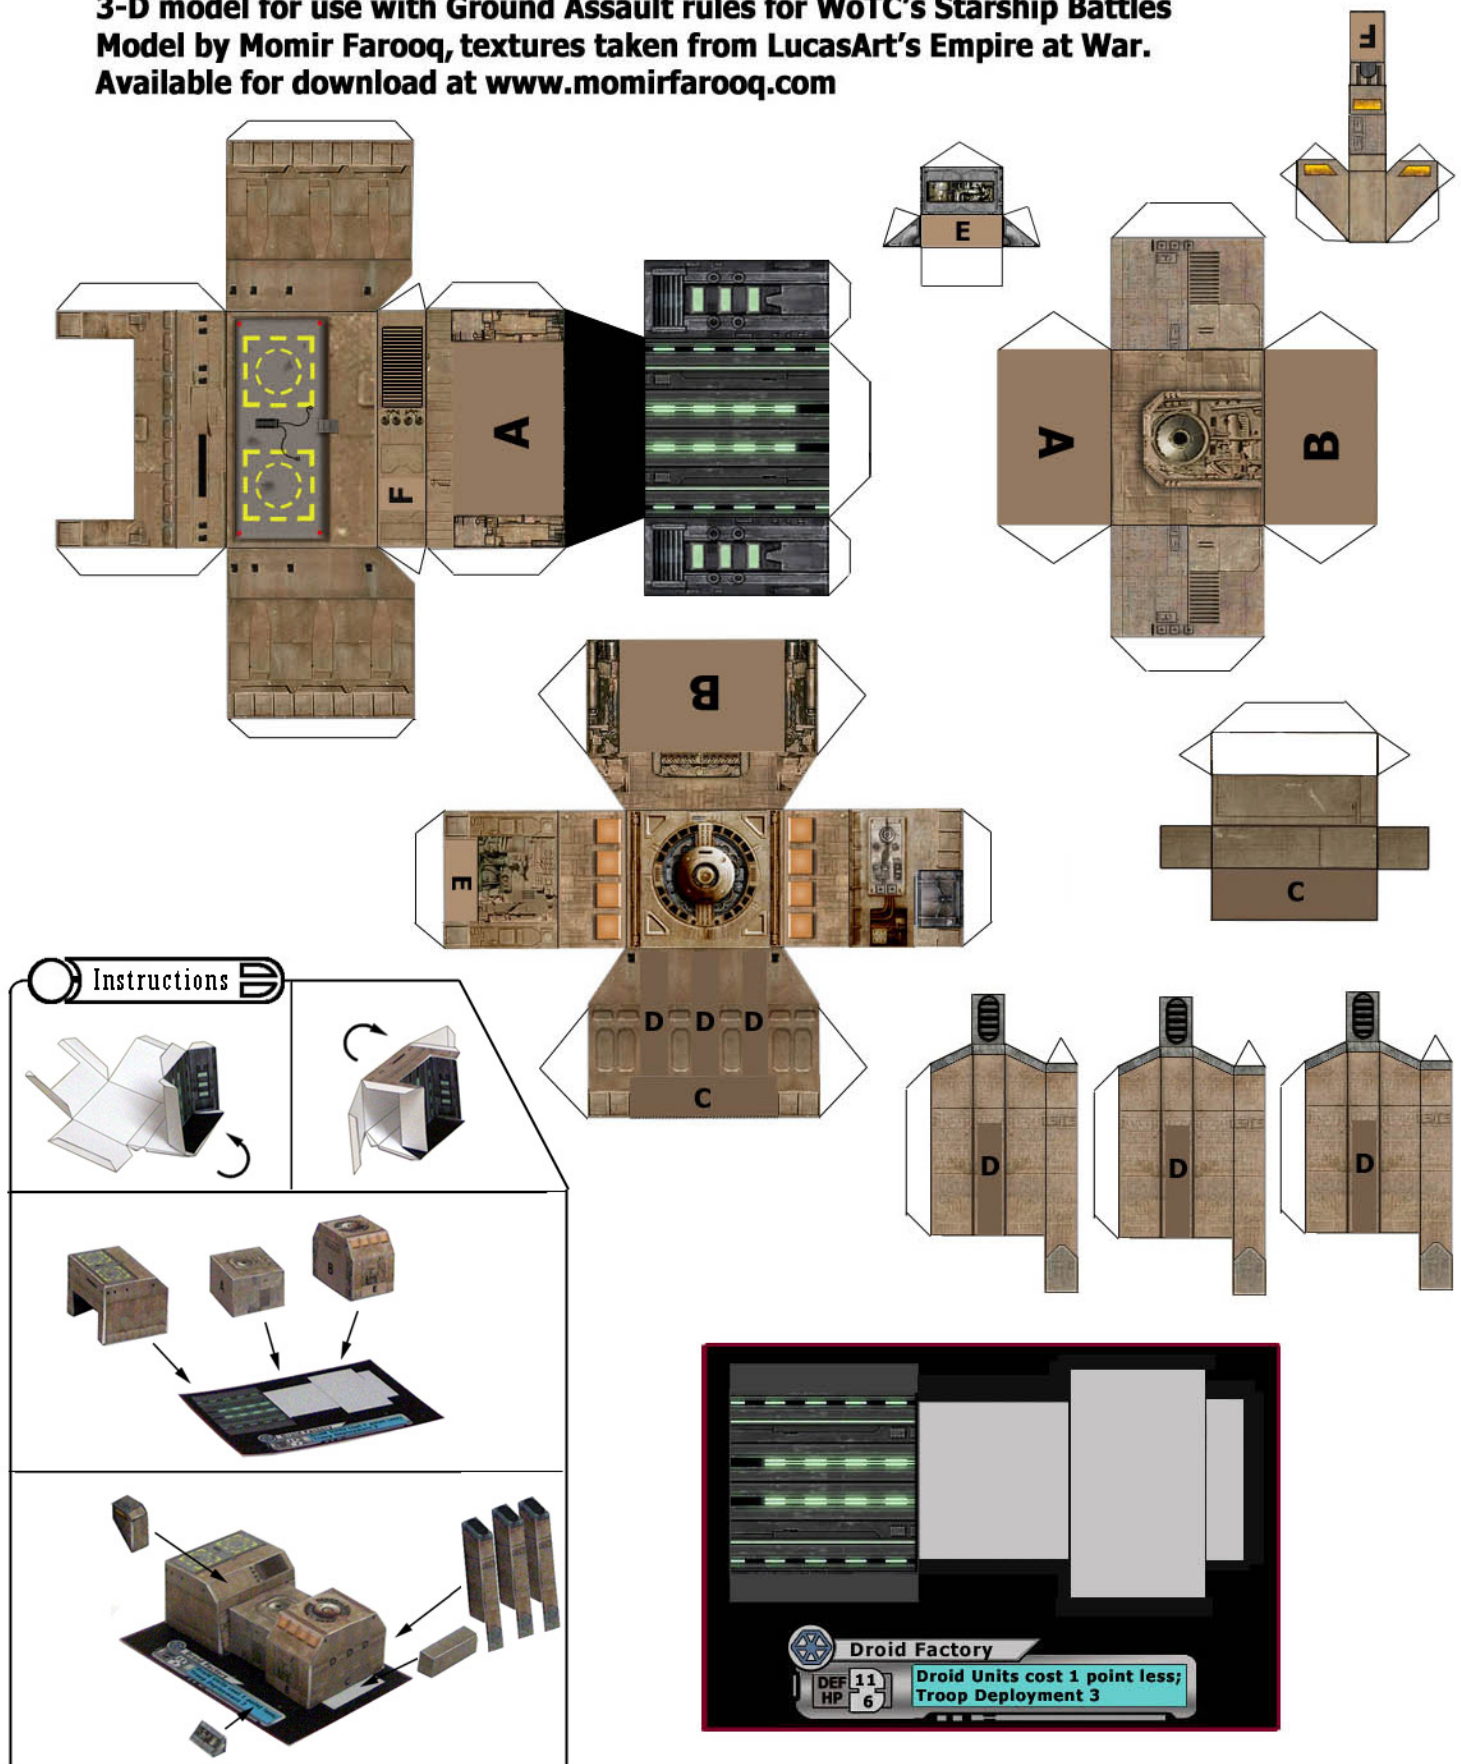 3-D model for use with Ground Assault rules for WoTC's Starship Battles
Model by Momir Farooq, textures taken from LucasArt's Empire at War.
Available for download at www.momirfarooq.com
F
E
A
F
A
B
B
E
D D D
C
C
Instructions
D
D
D
B
A
E
Droid Factory
DEF 11
HP 6
Droid Units cost 1 point less;
Troop Deployment 3